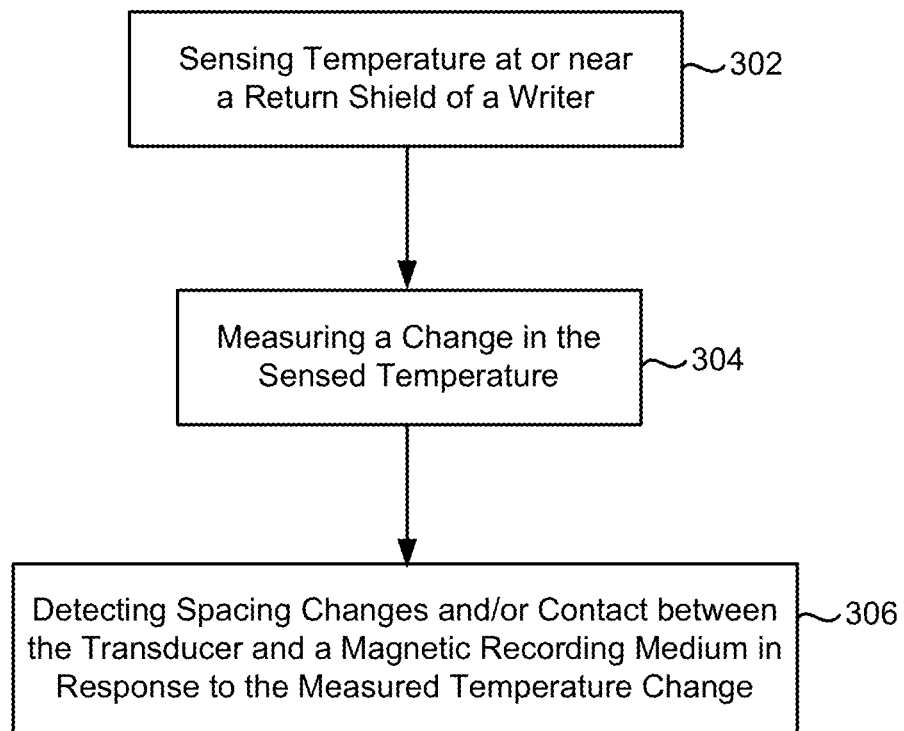 Sensing Temperature at or near
a Return Shield of a Writer
302
Measuring a Change in the
Sensed Temperature
304
Detecting Spacing Changes and/or Contact between
the Transducer and a Magnetic Recording Medium in
Response to the Measured Temperature Change
306